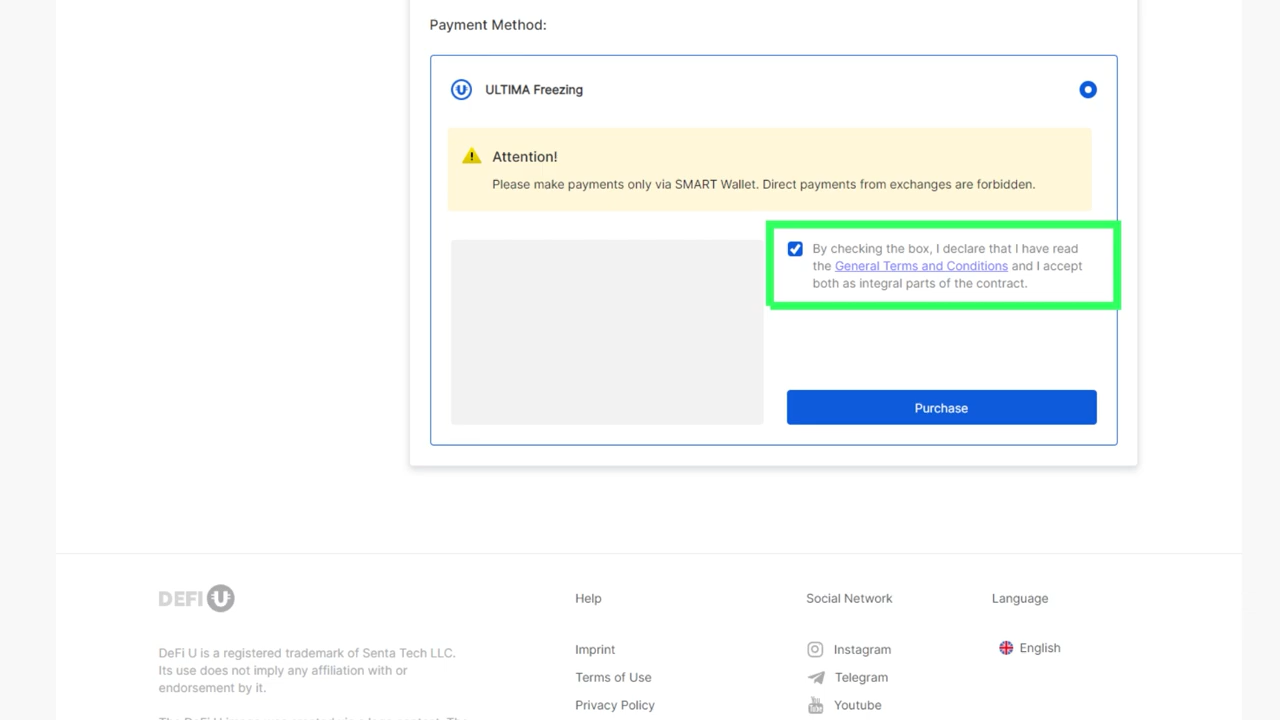 Payment Method:
ULTIMA Freezing
Attention!
Please make payments only via SMART Wallet. Direct payments from exchanges are forbidden.
By checking the box, I declare that I have read
the General Terms and Conditions and I accept
both as integral parts of the contract.
Purchase
DEFI U
DeFi U is a registered trademark of Senta Tech LLC.
Its use does not imply any affiliation with or
endorsement by it.
Help
Imprint
Terms of Use
Privacy Policy
Social Network
Instagram
Telegram
Youtube
Language
English